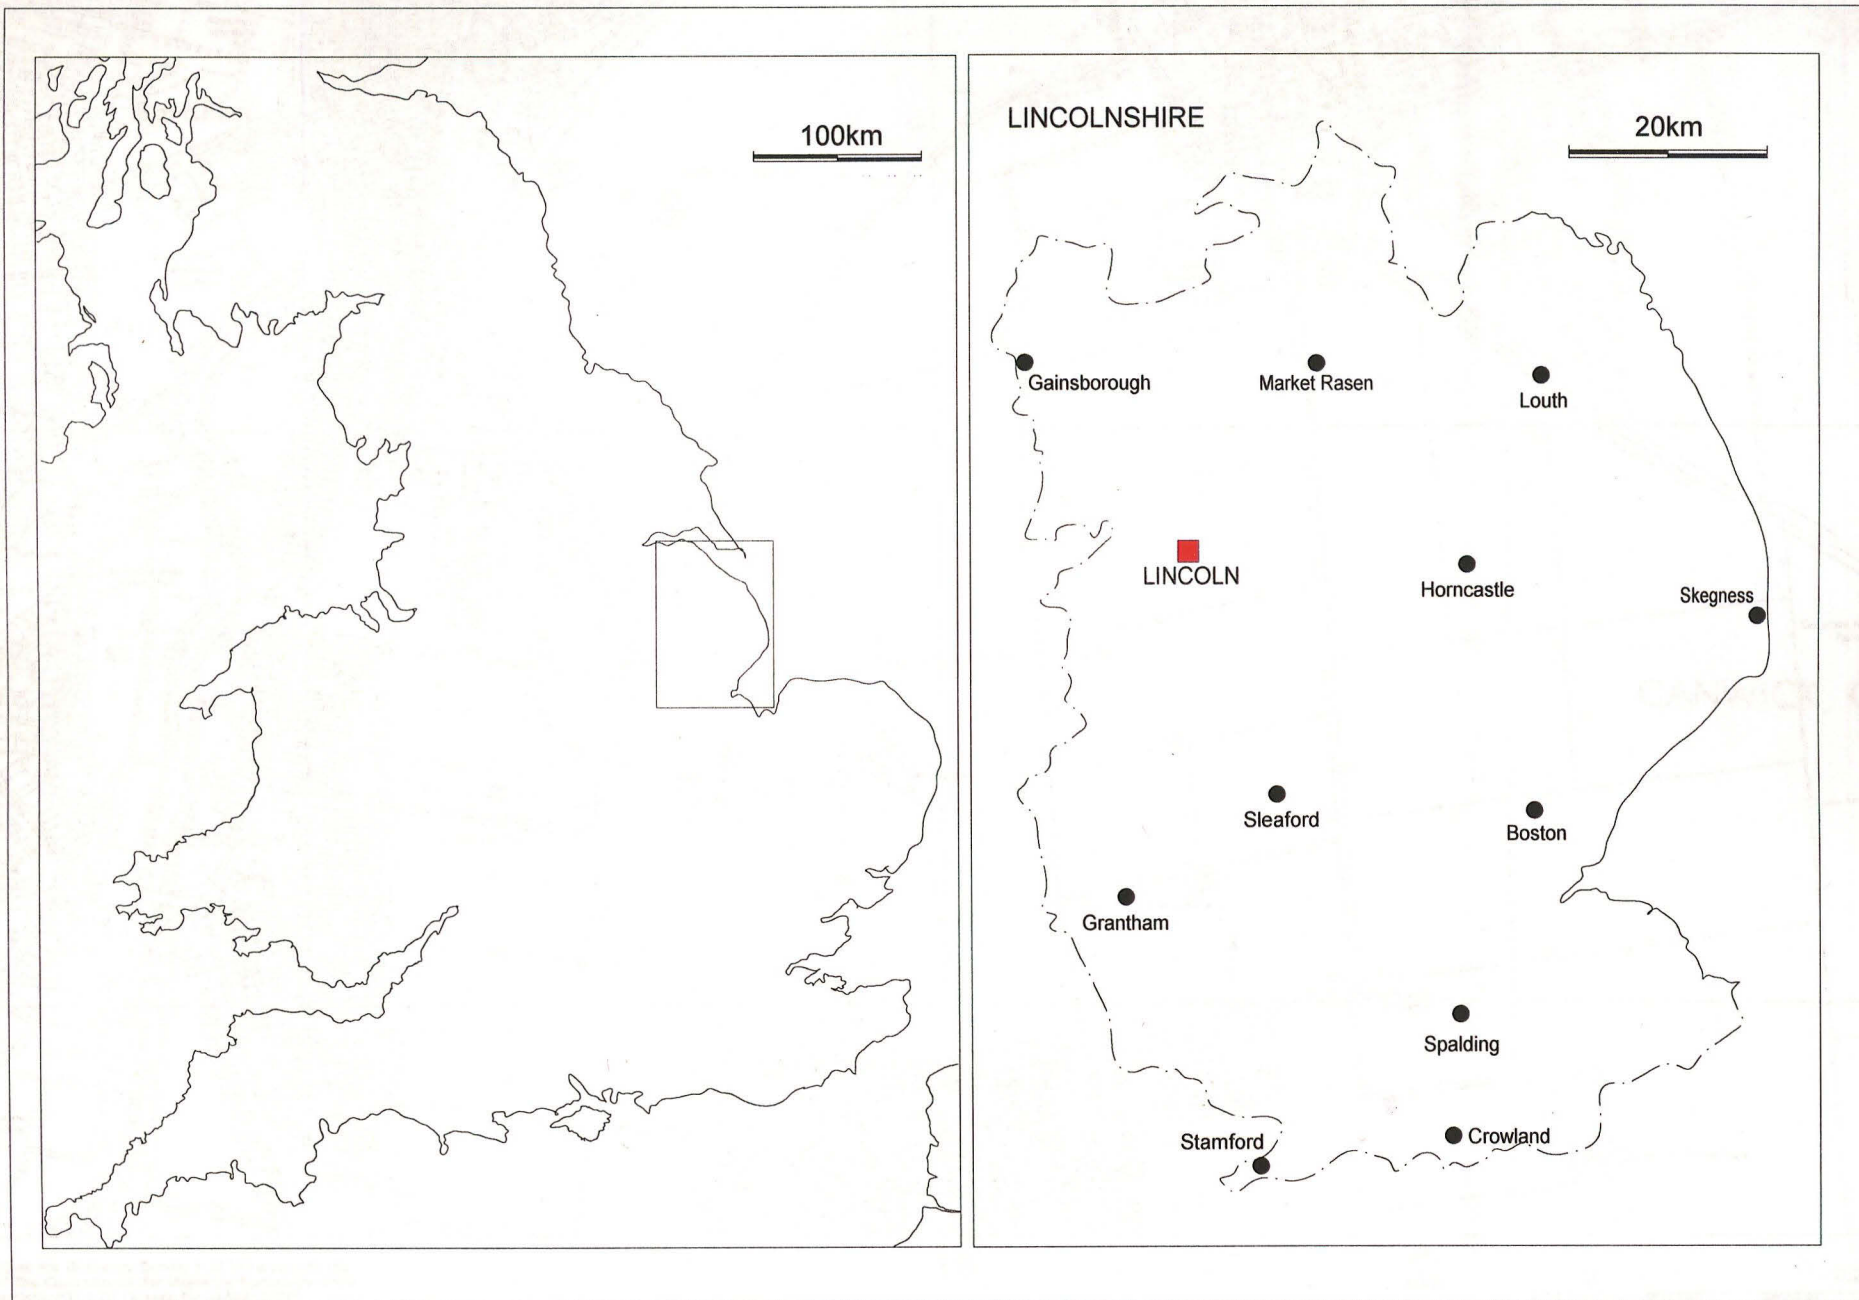 100km
LINCOLNSHIRE
20km
Gainsborough
Market Rasen
Louth
LINCOLN
Horncastle
Skegness
Sleaford
Boston
Grantham
Spalding
Stamford
Crowland